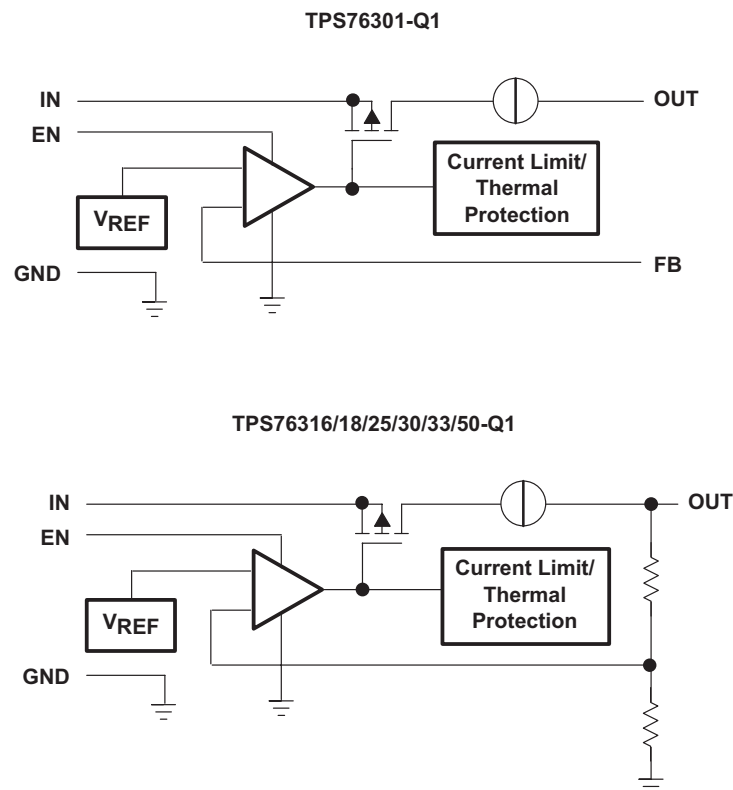 TPS76301-Q1
IN
OUT
EN
Current Limit/
Thermal
Protection
VREF
GND
FB
TPS76316/18/25/30/33/50-Q1
IN
OUT
EN
Current Limit/
Thermal
Protection
VREF
GND